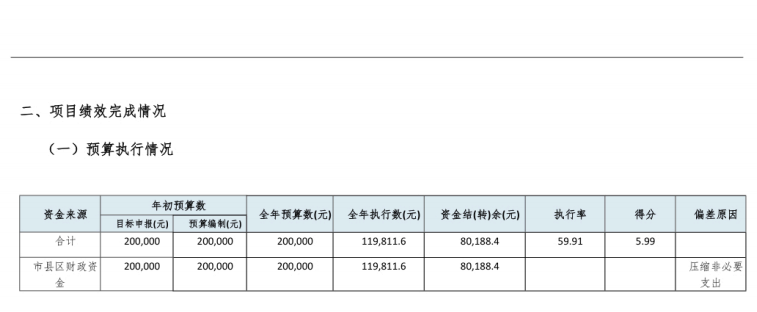 二、项目绩效完成情况
（一）预算执行情况
资金来源 年初预算数 全年预算数(元) 全年执行数(元) 资金结(转)余(元) 执行率 得分 偏差原因
目标申报(元) 预算编制(元)
合计 200,000 200,000 200,000 119,811.6 80,188.4 59.91 5.99
市县区财政资 200,000 200,000 200,000 119,811.6 80,188.4 压缩非必要
金 支出